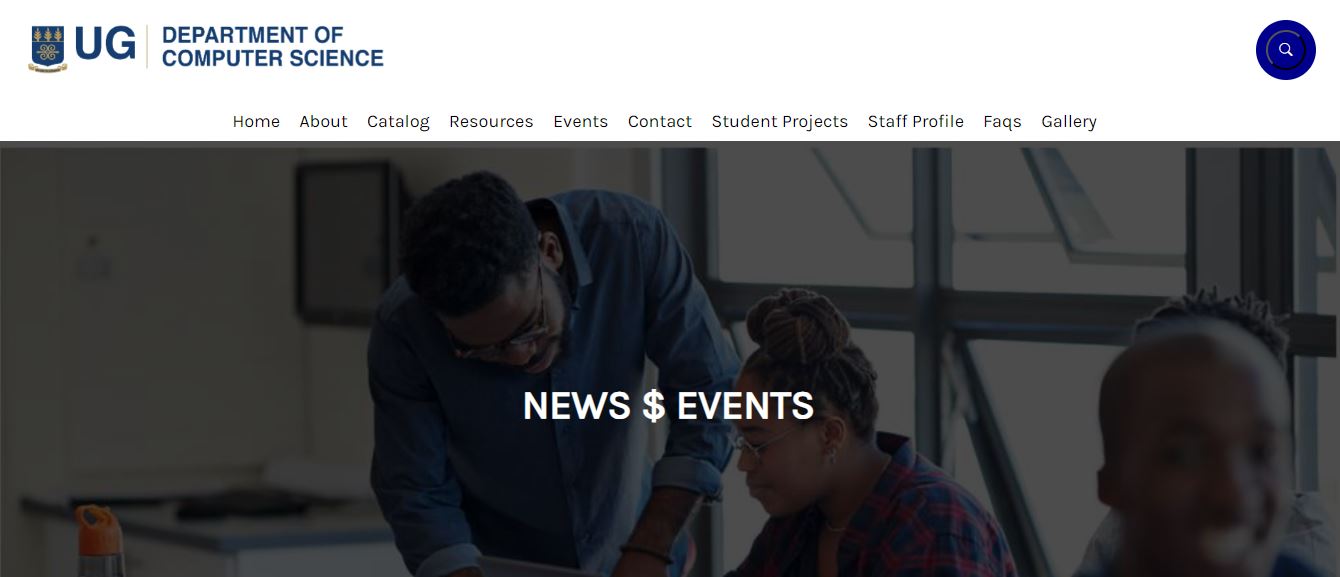 UG
DEPARTMENT OF
COMPUTER SCIENCE
Home About Catalog Resources Events Contact Student Projects Staff Profile Faqs Gallery
NEWS $ EVENTS